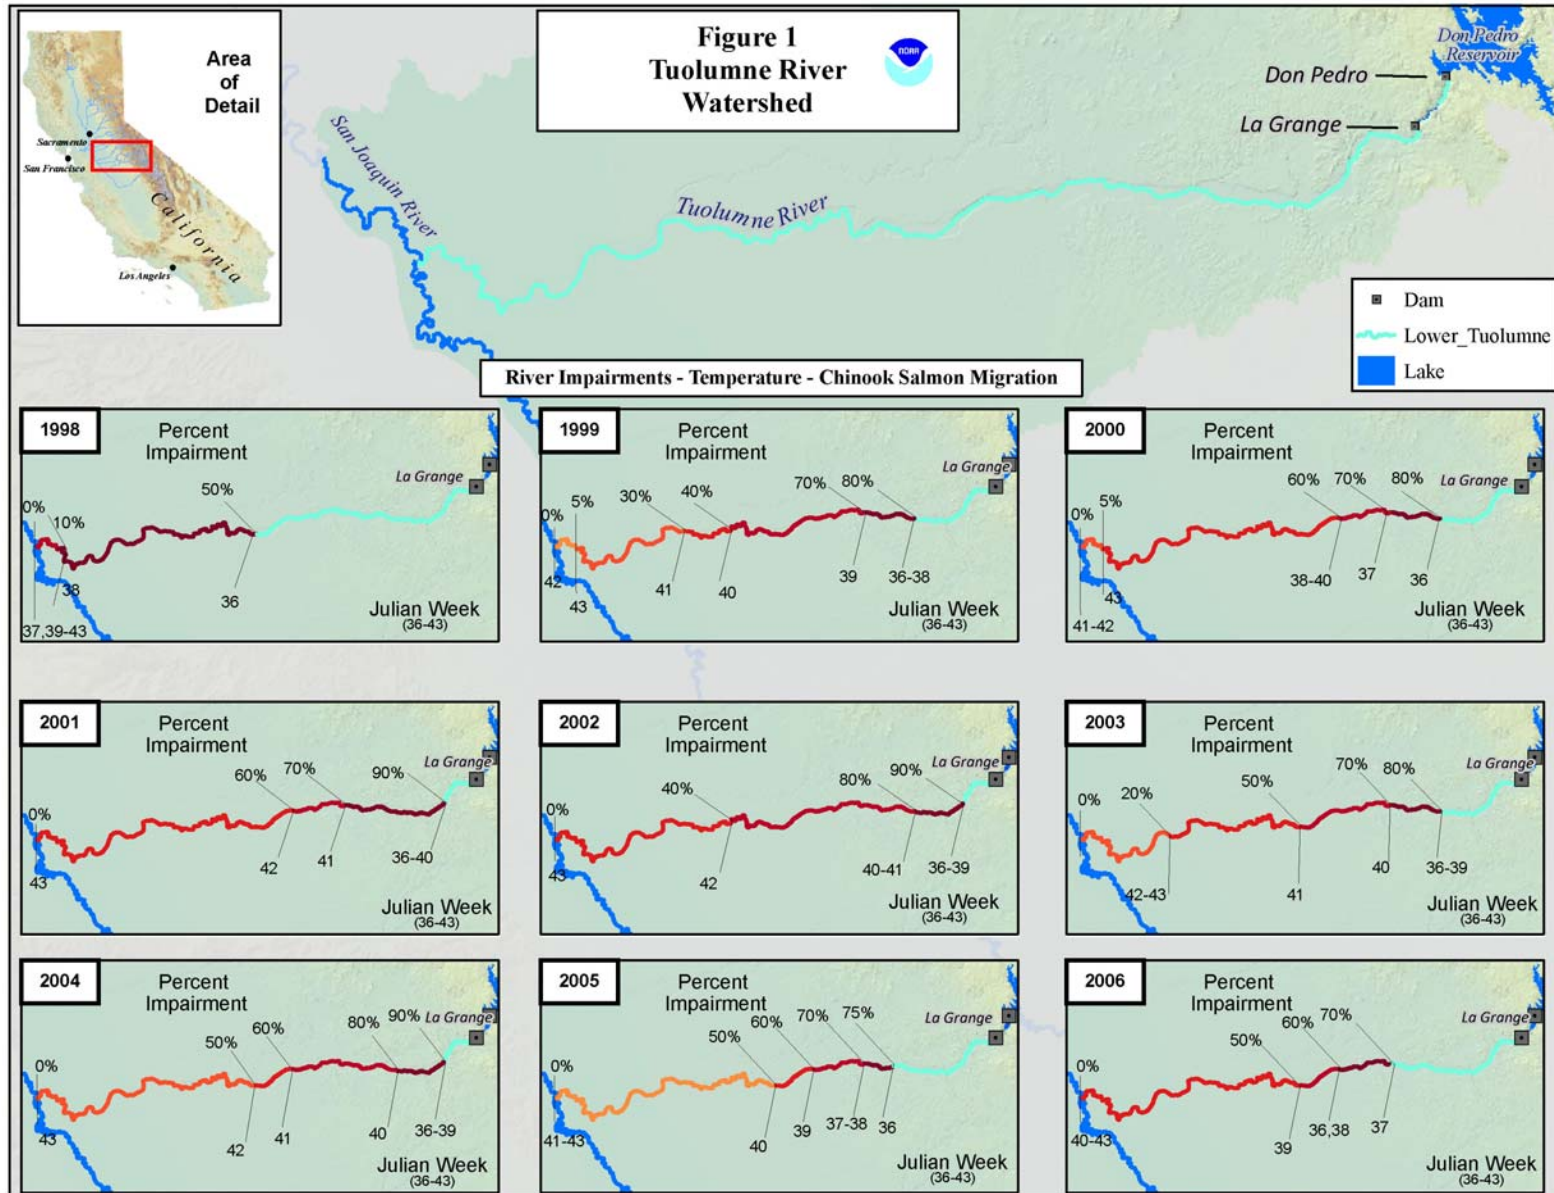 Area
of
Detail
Sacramento
San Francisco
California
Los Angeles
Figure 1
Tuolumne River
Watershed
NOAA
Don Pedro
Reservoir
Don Pedro
La Grange
San Joaquin River
Tuolumne River
Dam
Lower_Tuolumne
Lake
River Impairments - Temperature - Chinook Salmon Migration
1998
Percent
Impairment
La Grange
0%
10%
50%
38
36
37,39-43
Julian Week
(36-43)
1999
Percent
Impairment
La Grange
0%
5%
30%
40%
70%
80%
42
43
41
40
39
36-38
Julian Week
(36-43)
2000
Percent
Impairment
La Grange
0%
5%
60%
70%
80%
41-42
43
38-40
37
36
Julian Week
(36-43)
2001
Percent
Impairment
La Grange
0%
60%
70%
90%
43
42
41
36-40
Julian Week
(36-43)
2002
Percent
Impairment
La Grange
0%
40%
80%
90%
43
42
40-41
36-39
Julian Week
(36-43)
2003
Percent
Impairment
La Grange
0%
20%
50%
70%
80%
42-43
41
40
36-39
Julian Week
(36-43)
2004
Percent
Impairment
La Grange
0%
50%
60%
80%
90%
43
42
41
40
36-39
Julian Week
(36-43)
2005
Percent
Impairment
La Grange
0%
50%
60%
70%
75%
41-43
40
39
37-38
36
Julian Week
(36-43)
2006
Percent
Impairment
La Grange
0%
50%
60%
70%
40-43
39
36,38
37
Julian Week
(36-43)